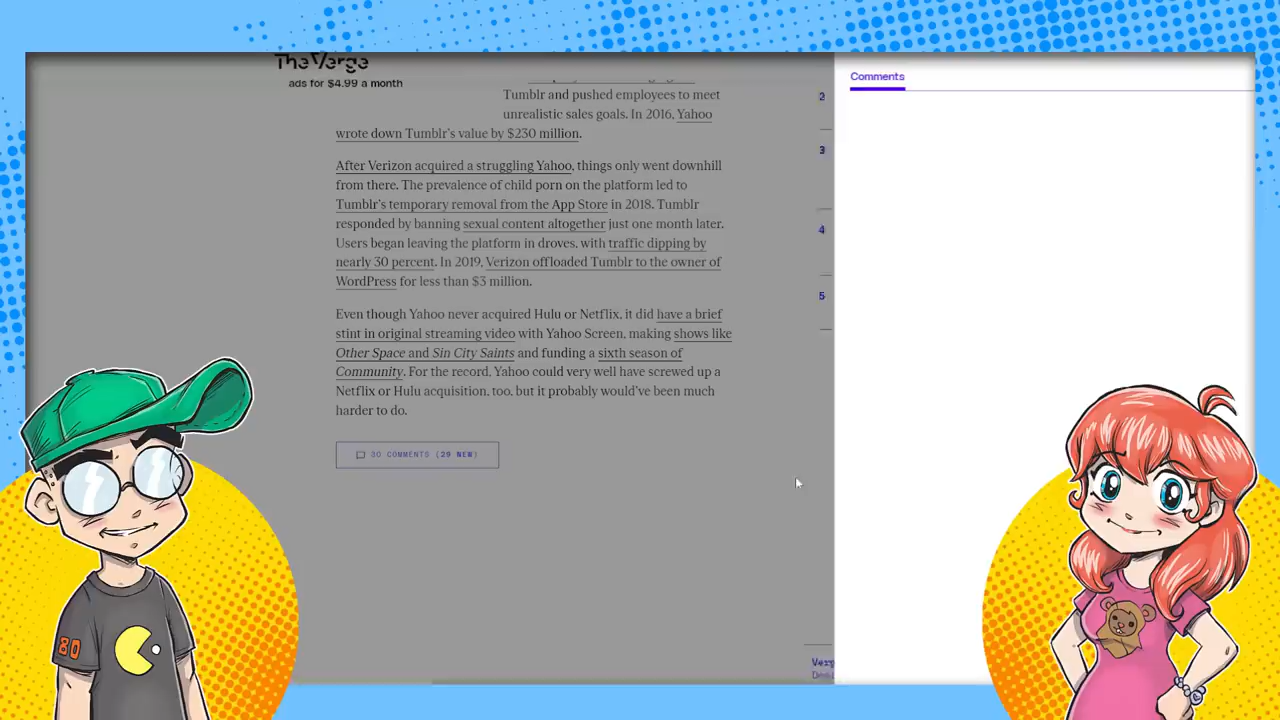 The Verge
ads for $4.99 a month
Tumblr and pushed employees to meet
unrealistic sales goals. In 2016, Yahoo
wrote down Tumblr's value by $230 million.
After Verizon acquired a struggling Yahoo, things only went downhill
from there. The prevalence of child porn on the platform led to
Tumblr's temporary removal from the App Store in 2018. Tumblr
responded by banning sexual content altogether just one month later.
Users began leaving the platform in droves, with traffic dipping by
nearly 30 percent. In 2019, Verizon offloaded Tumblr to the owner of
WordPress for less than $3 million.
Even though Yahoo never acquired Hulu or Netflix, it did have a brief
stint in original streaming video with Yahoo Screen, making shows like
Other Space and Sin City Saints and funding a sixth season of
Community. For the record, Yahoo could very well have screwed up a
Netflix or Hulu acquisition, too, but it probably would've been much
harder to do.
30 COMMENTS (29 NEW)
2
3
4
5
Verg
Comments
80